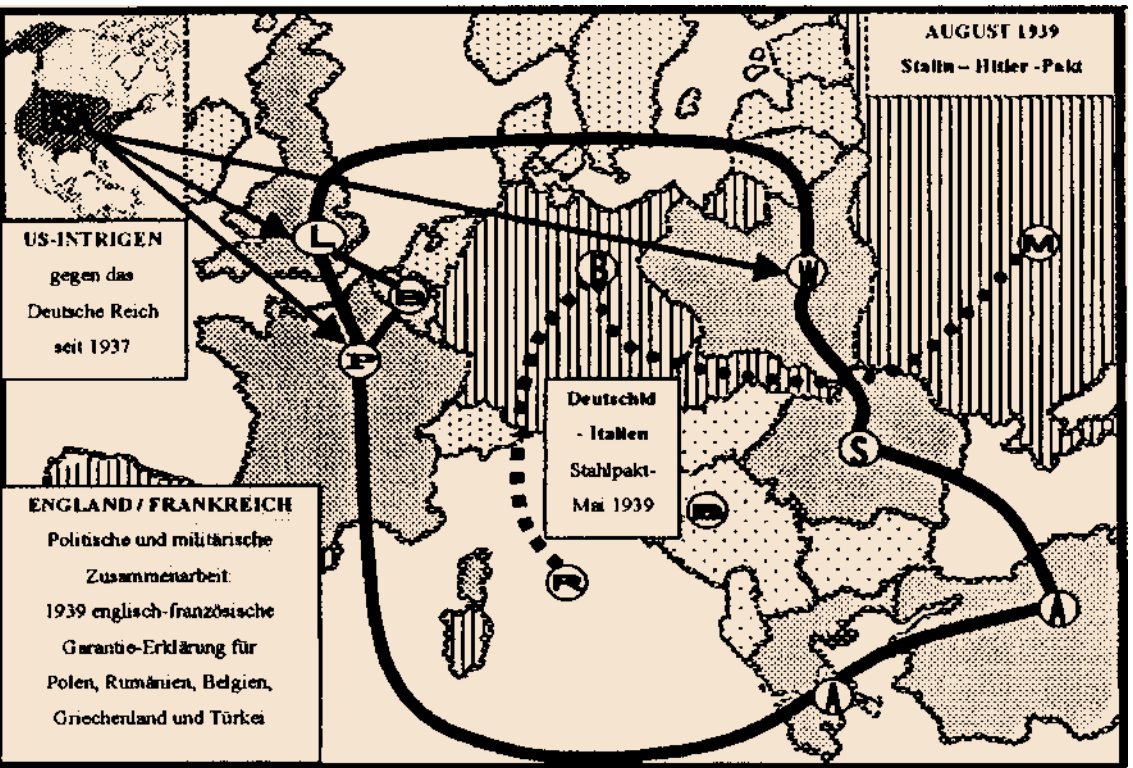 AUGUST 1939
Stalin – Hitler -Pakt
US-INTRIGEN
gegen das
Deutsche Reich
seit 1937
L
B
P
B
W
M
S
Deutschld
- Italien
Stahlpakt-
Mai 1939
R
A
A
ENGLAND / FRANKREICH
Politische und militärische
Zusammenarbeit:
1939 englisch-französische
Garantie-Erklärung für
Polen, Rumänien, Belgien,
Griechenland und Türkei